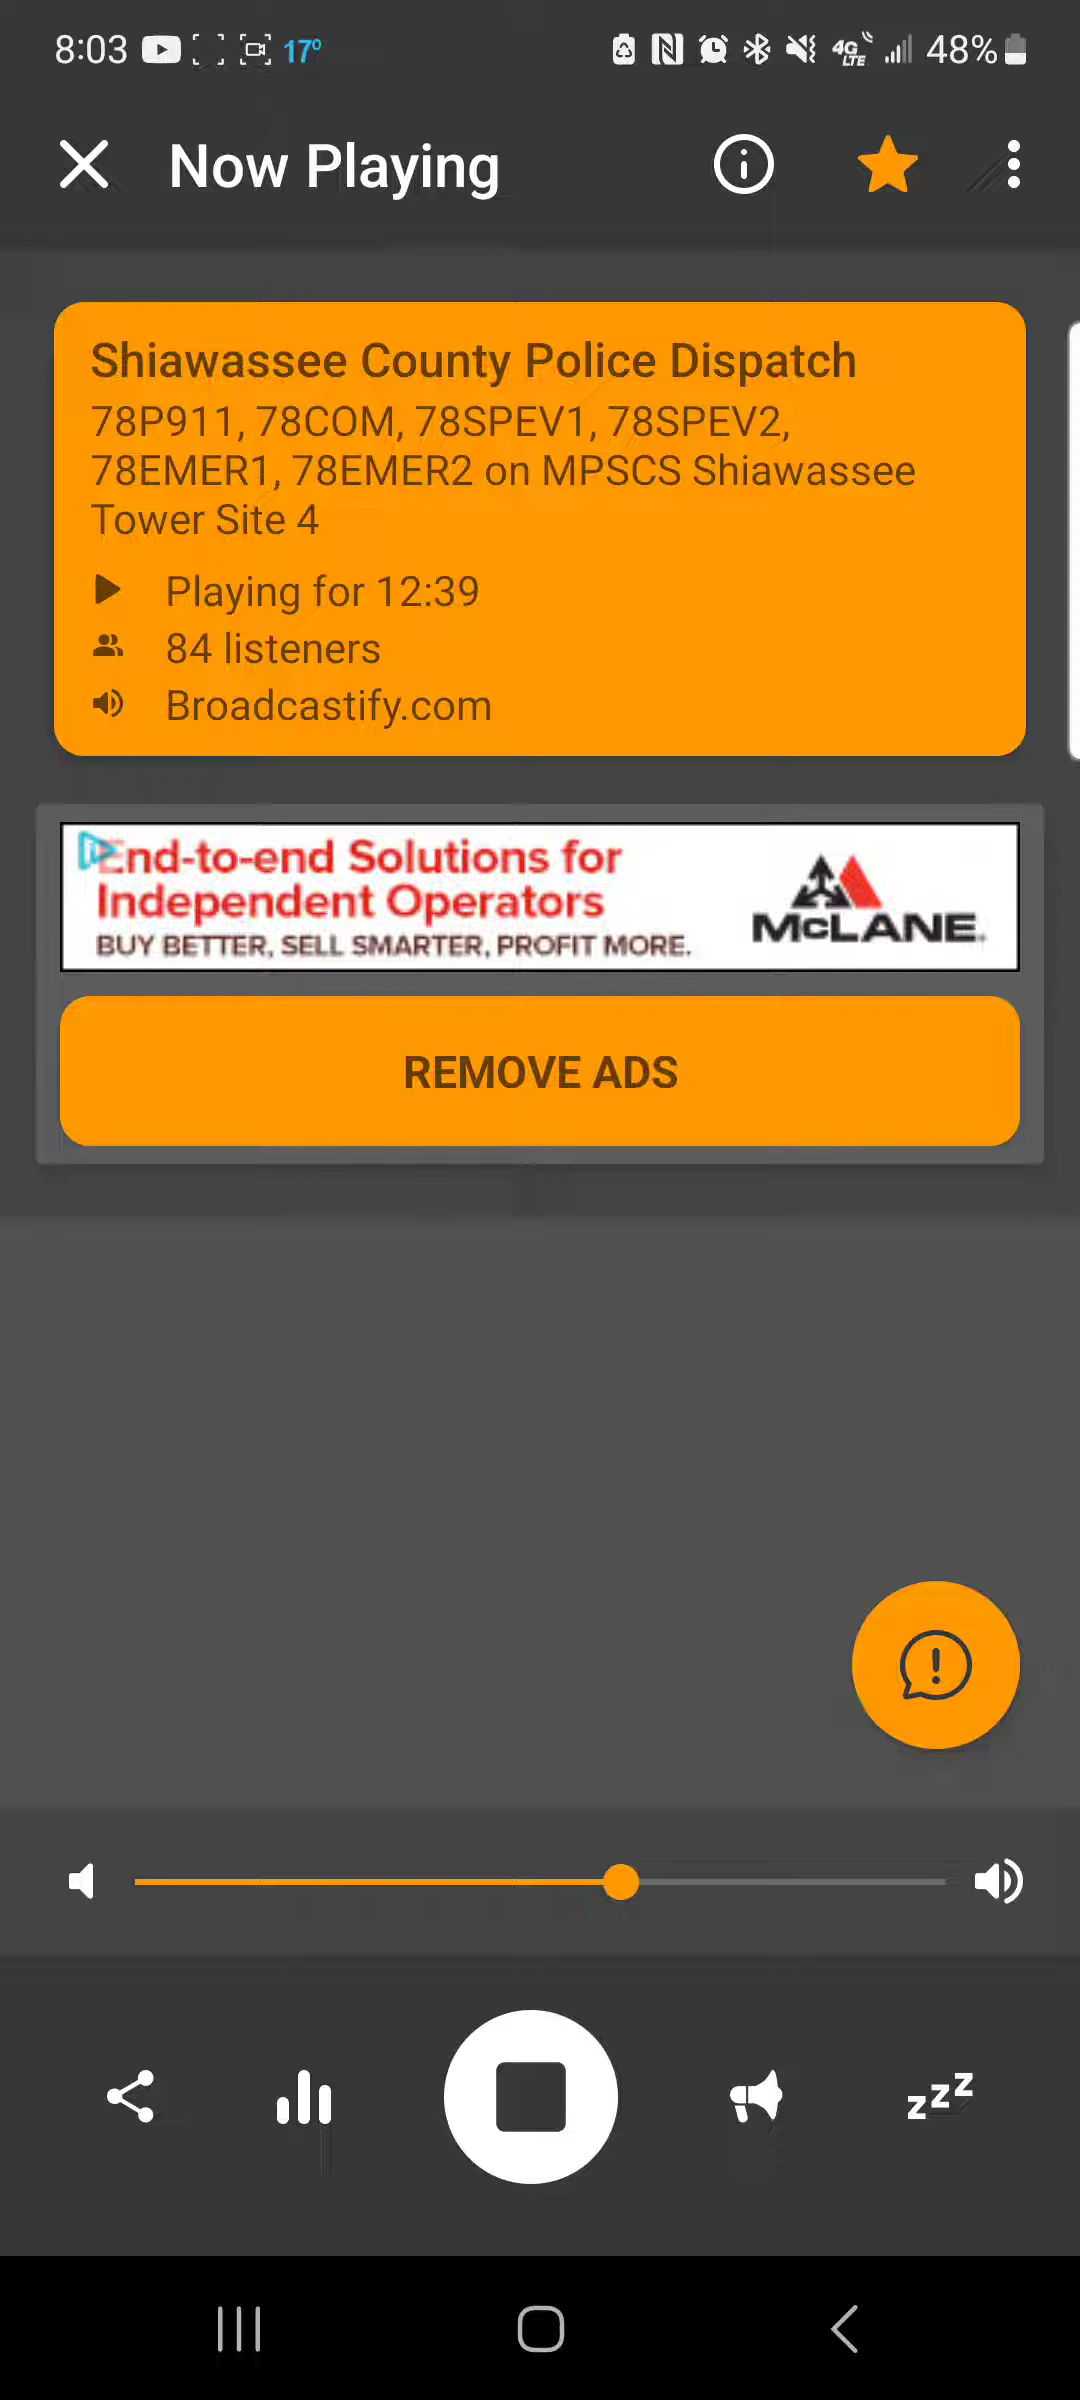 8:03 17° 4G LTE 48%
Now Playing
Shiawassee County Police Dispatch
78P911, 78COM, 78SPEV1, 78SPEV2,
78EMER1, 78EMER2 on MPSCS Shiawassee
Tower Site 4
Playing for 12:39
84 listeners
Broadcastify.com
End-to-end Solutions for
Independent Operators
BUY BETTER, SELL SMARTER, PROFIT MORE.
McLANE
REMOVE ADS
zzz